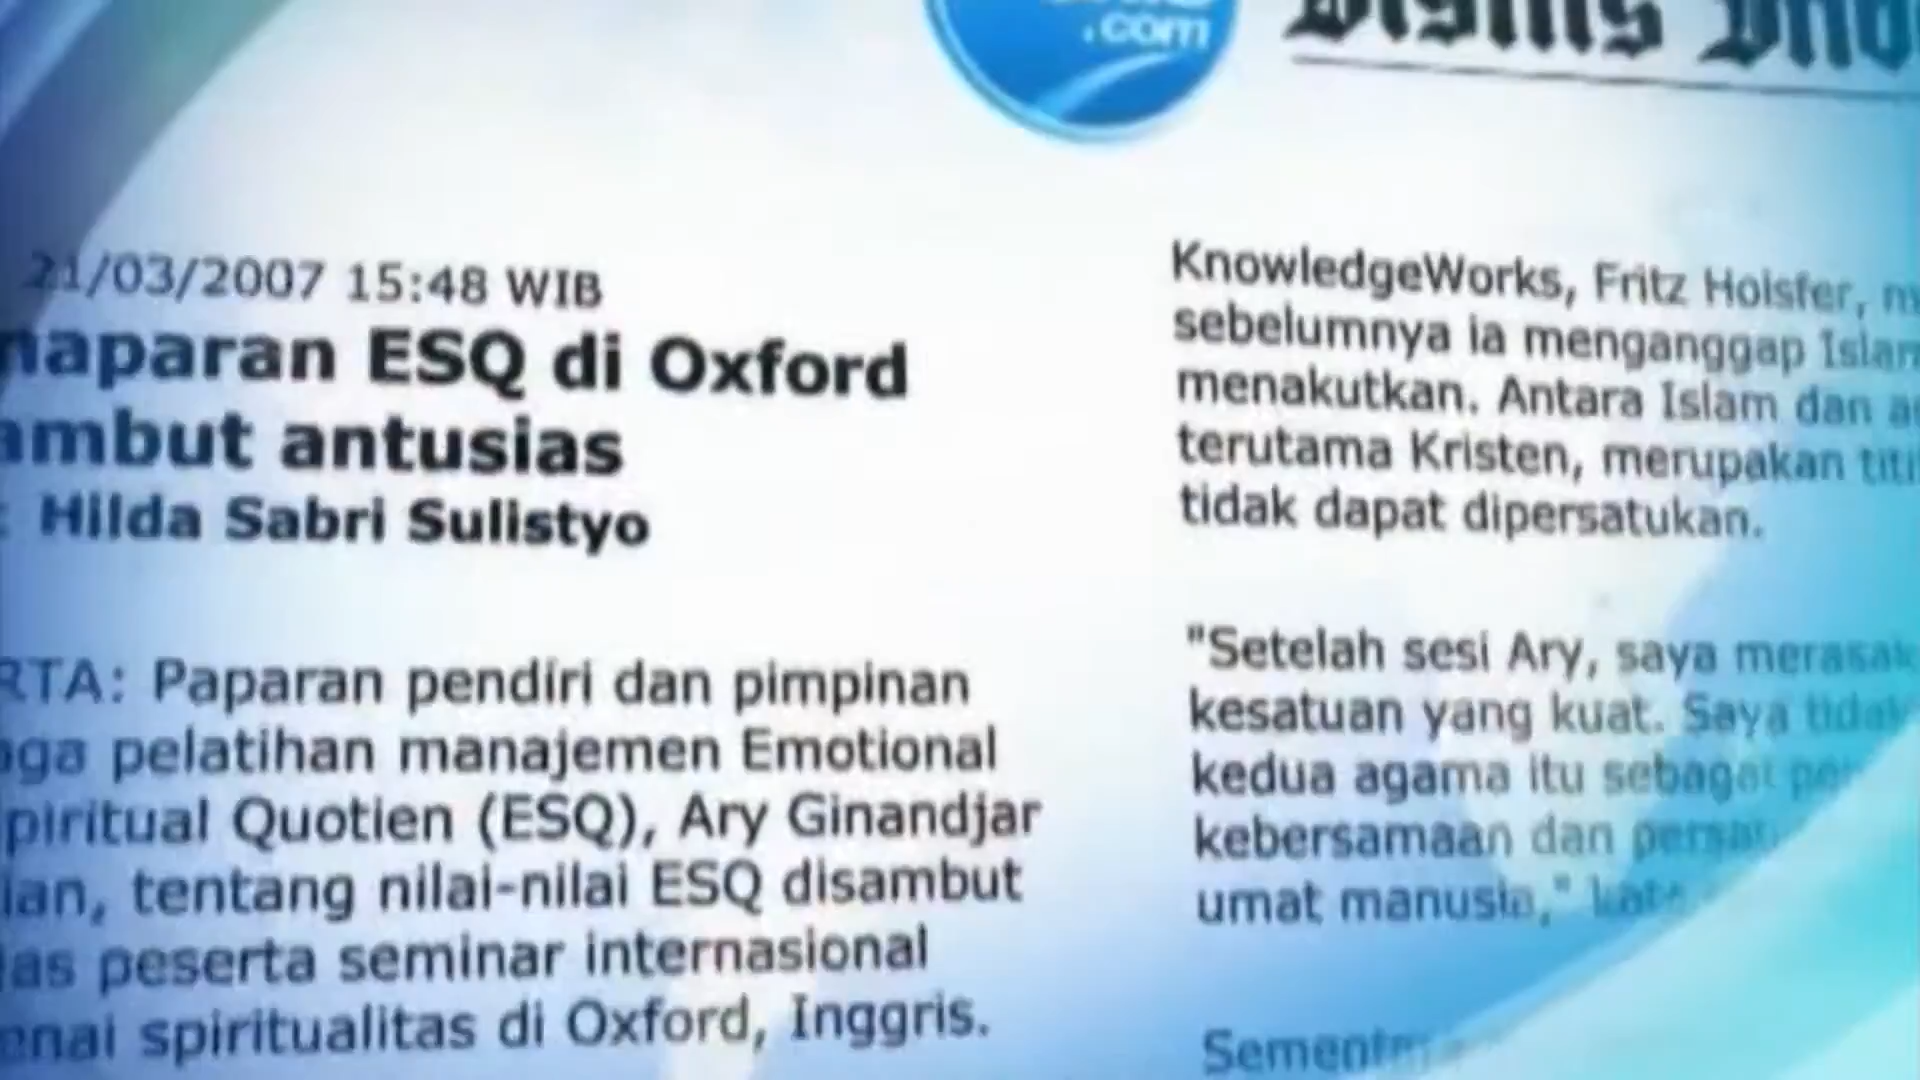 .com
21/03/2007 15:48 WIB
naparan ESQ di Oxford
ambut antusias
: Hilda Sabri Sulistyo
RTA: Paparan pendiri dan pimpinan
aga pelatihan manajemen Emotional
piritual Quotien (ESQ), Ary Ginandjar
ian, tentang nilai-nilai ESQ disambut
ias peserta seminar internasional
enai spiritualitas di Oxford, Inggris.
KnowledgeWorks, Fritz Hoisfer,
sebelumnya ia menganggap Islam
menakutkan. Antara Islam dan
terutama Kristen, merupakan
tidak dapat dipersatukan.
"Setelah sesi Ary, saya
kesatuan yang kuat. Saya
kedua agama itu sebagai
kebersamaan dan
umat manusia,"